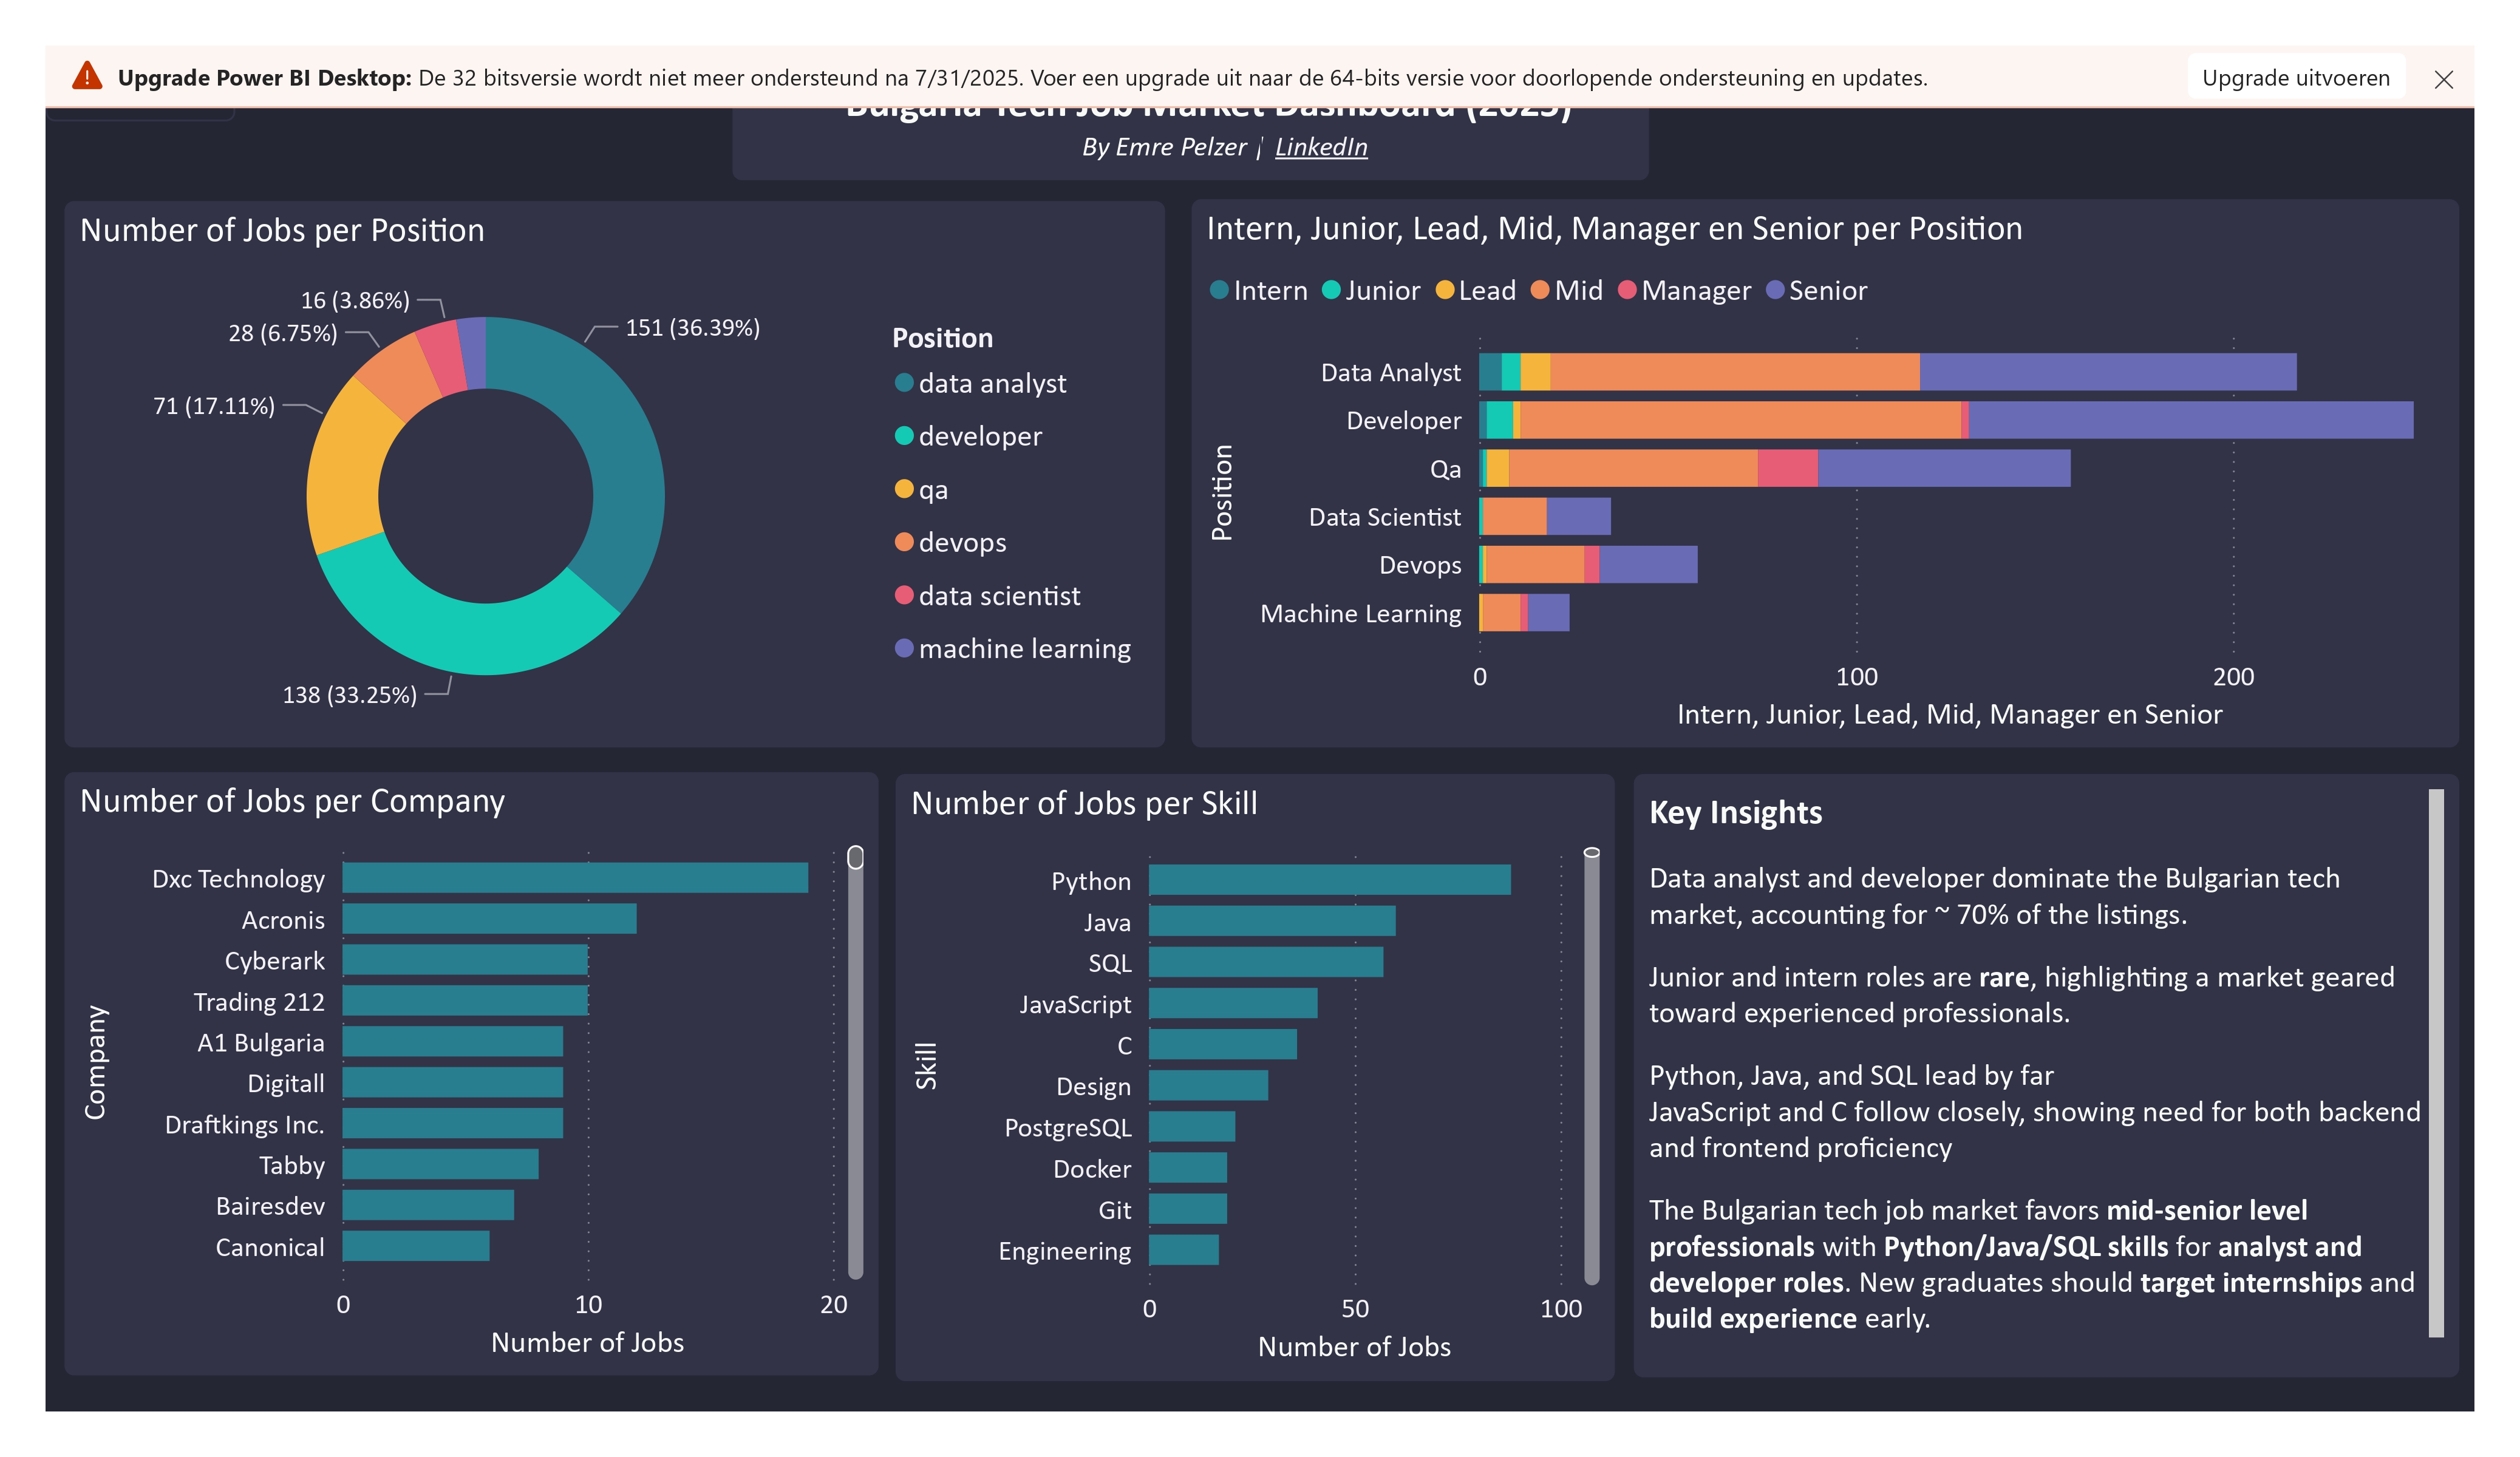 Upgrade Power BI Desktop: De 32 bitsversie wordt niet meer ondersteund na 7/31/2025. Voer een upgrade uit naar de 64-bits versie voor doorlopende ondersteuning en updates.
Upgrade uitvoeren
Bulgaria Tech Job Market Dashboard (2025)
By Emre Pelzer | LinkedIn
Number of Jobs per Position
16 (3.86%)
28 (6.75%)
151 (36.39%)
71 (17.11%)
138 (33.25%)
Position
data analyst
developer
qa
devops
data scientist
machine learning
Intern, Junior, Lead, Mid, Manager en Senior per Position
Intern Junior Lead Mid Manager Senior
Position
Data Analyst
Developer
Qa
Data Scientist
Devops
Machine Learning
0 100 200
Intern, Junior, Lead, Mid, Manager en Senior
Number of Jobs per Company
Company
Dxc Technology
Acronis
Cyberark
Trading 212
A1 Bulgaria
Digitall
Draftkings Inc.
Tabby
Bairesdev
Canonical
0 10 20
Number of Jobs
Number of Jobs per Skill
Skill
Python
Java
SQL
JavaScript
C
Design
PostgreSQL
Docker
Git
Engineering
0 50 100
Number of Jobs
Key Insights
Data analyst and developer dominate the Bulgarian tech
market, accounting for ~ 70% of the listings.
Junior and intern roles are rare, highlighting a market geared
toward experienced professionals.
Python, Java, and SQL lead by far
JavaScript and C follow closely, showing need for both backend
and frontend proficiency
The Bulgarian tech job market favors mid-senior level
professionals with Python/Java/SQL skills for analyst and
developer roles. New graduates should target internships and
build experience early.